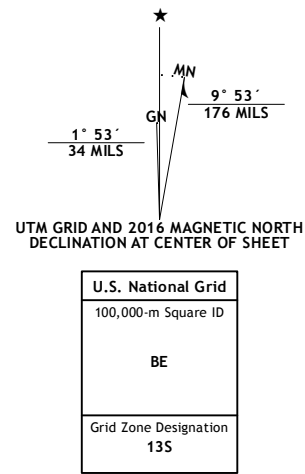 ★
MN
GN
9° 53´
176 MILS
1° 53´
34 MILS
UTM GRID AND 2016 MAGNETIC NORTH
DECLINATION AT CENTER OF SHEET
U.S. National Grid
100,000-m Square ID
BE
Grid Zone Designation
13S